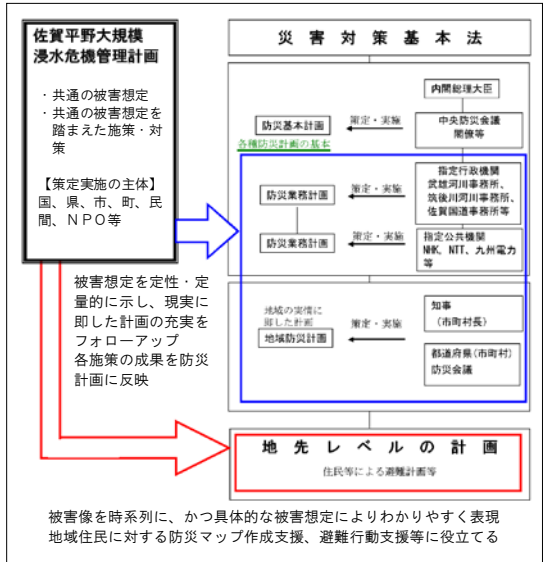 佐賀平野大規模
浸水危機管理計画
・共通の被害想定
・共通の被害想定を
踏まえた施策・対
策
【策定実施の主体】
国、県、市、町、民
間、ＮＰＯ等
災害対策基本法
内閣総理大臣
中央防災会議
閣僚等
策定・実施
防災基本計画
各種防災計画の基本
指定行政機関
武雄河川事務所、
筑後川河川事務所、
佐賀国道事務所等
策定・実施
防災業務計画
指定公共機関
NHK、NTT、九州電力
等
策定・実施
防災業務計画
被害想定を定性・定
量的に示し、現実に
即した計画の充実を
フォローアップ
各施策の成果を防災
計画に反映
地域の実情に
即した計画
地域防災計画
策定・実施
知事
（市町村長）
都道府県（市町村）
防災会議
地先レベルの計画
住民等による避難計画等
被害像を時系列に、かつ具体的な被害想定によりわかりやすく表現
地域住民に対する防災マップ作成支援、避難行動支援等に役立てる